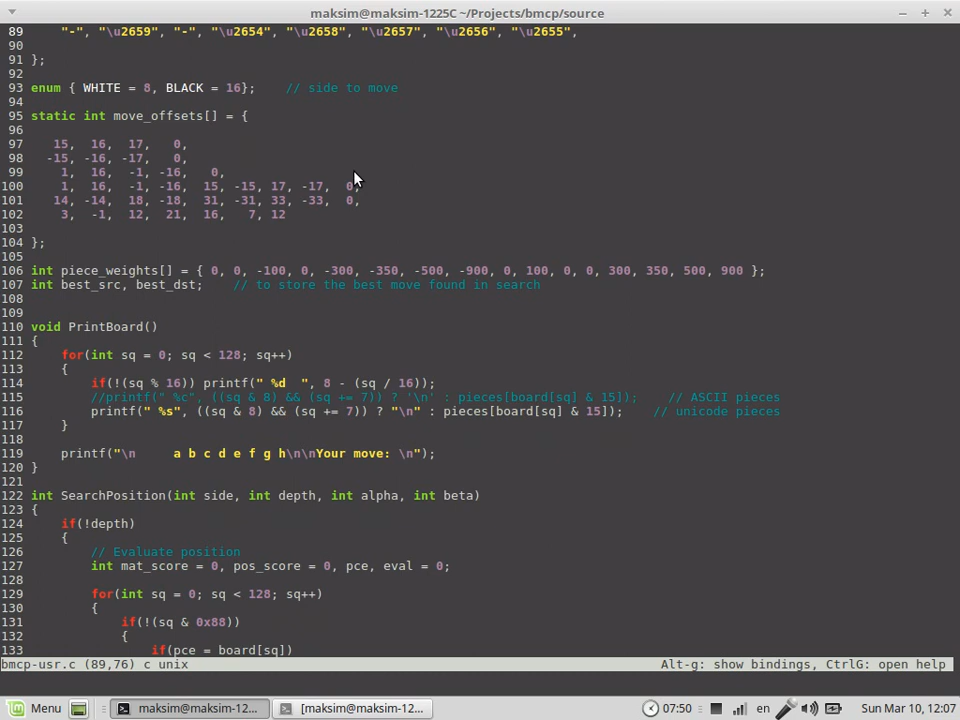 maksim@maksim-1225C ~/Projects/bmcp/source
89     "-", "\u2659", "-", "\u2654", "\u2658", "\u2657", "\u2656", "\u2655",
90
91 };
92
93 enum { WHITE = 8, BLACK = 16};    // side to move
94
95 static int move_offsets[] = {
96
97    15,  16,  17,   0,
98   -15, -16, -17,   0,
99     1,  16,  -1, -16,   0,
100     1,  16,  -1, -16,  15, -15, 17, -17,  0,
101    14, -14,  18, -18,  31, -31, 33, -33,  0,
102     3,  -1,  12,  21,  16,   7, 12
103
104 };
105
106 int piece_weights[] = { 0, 0, -100, 0, -300, -350, -500, -900, 0, 100, 0, 0, 300, 350, 500, 900 };
107 int best_src, best_dst;    // to store the best move found in search
108
109
110 void PrintBoard()
111 {
112     for(int sq = 0; sq < 128; sq++)
113     {
114         if(!(sq % 16)) printf(" %d  ", 8 - (sq / 16));
115         //printf(" %c", ((sq & 8) && (sq += 7)) ? '\n' : pieces[board[sq] & 15]);    // ASCII pieces
116         printf(" %s", ((sq & 8) && (sq += 7)) ? "\n" : pieces[board[sq] & 15]);    // unicode pieces
117     }
118
119     printf("\n     a b c d e f g h\n\nYour move: \n");
120 }
121
122 int SearchPosition(int side, int depth, int alpha, int beta)
123 {
124     if(!depth)
125     {
126         // Evaluate position
127         int mat_score = 0, pos_score = 0, pce, eval = 0;
128
129         for(int sq = 0; sq < 128; sq++)
130         {
131             if(!(sq & 0x88))
132             {
133                 if(pce = board[sq])
bmcp-usr.c (89,76) c unix     Alt-g: show bindings, CtrlG: open help
Menu     maksim@maksim-12...     [maksim@maksim-12...     07:50     en     Sun Mar 10, 12:07